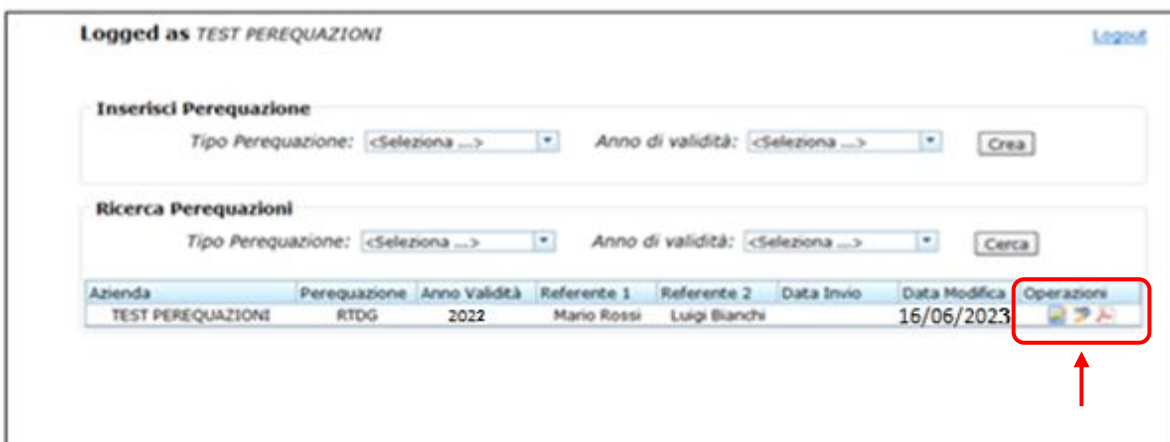 Logged as TEST PEREQUAZIONI Logout
Inserisci Perequazione
Tipo Perequazione: <Seleziona ...> Anno di validità: <Seleziona ...> Crea
Ricerca Perequazioni
Tipo Perequazione: <Seleziona ...> Anno di validità: <Seleziona ...> Cerca
Azienda Perequazione Anno Validità Referente 1 Referente 2 Data Invio Data Modifica Operazioni
TEST PEREQUAZIONI RTDG 2022 Mario Rossi Luigi Bianchi 16/06/2023